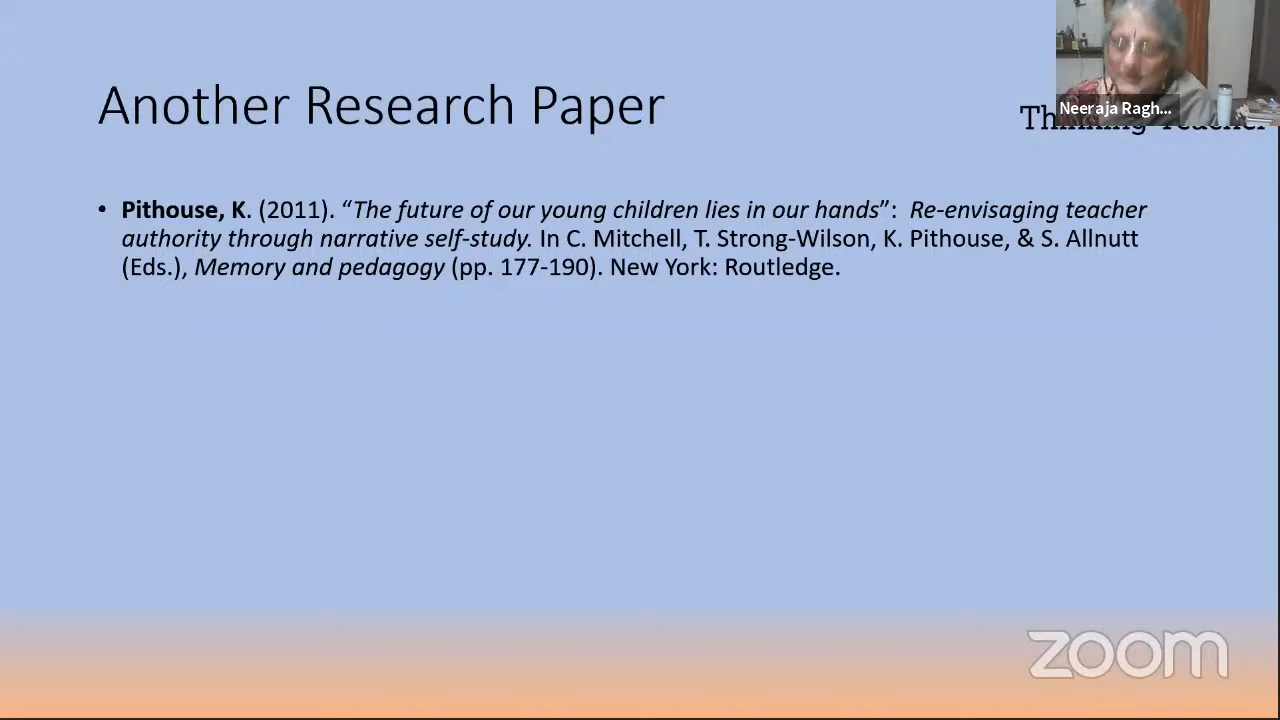 Another Research Paper
Neeraja Ragh...
Thinking Teacher
• Pithouse, K. (2011). “The future of our young children lies in our hands”: Re-envisaging teacher
authority through narrative self-study. In C. Mitchell, T. Strong-Wilson, K. Pithouse, & S. Allnutt
(Eds.), Memory and pedagogy (pp. 177-190). New York: Routledge.
zoom